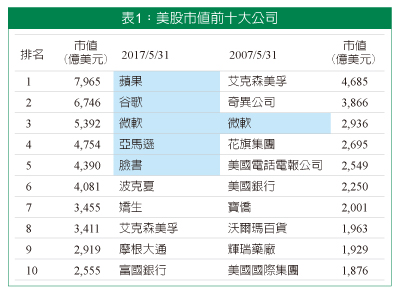 表1：美股市值前十大公司
排名 市值（億美元） 2017/5/31 2007/5/31 市值（億美元）
1 7,965 蘋果 艾克森美孚 4,685
2 6,746 谷歌 奇異公司 3,866
3 5,392 微軟 微軟 2,936
4 4,754 亞馬遜 花旗集團 2,695
5 4,390 臉書 美國電話電報公司 2,549
6 4,081 波克夏 美國銀行 2,250
7 3,455 嬌生 寶僑 2,001
8 3,411 艾克森美孚 沃爾瑪百貨 1,963
9 2,919 摩根大通 輝瑞藥廠 1,929
10 2,555 富國銀行 美國國際集團 1,876